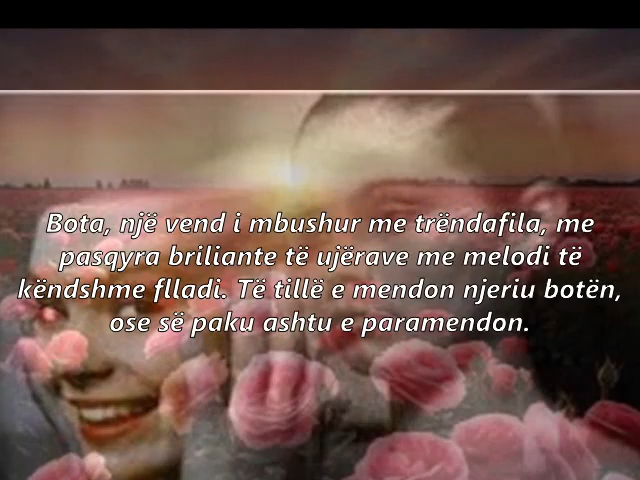 Bota, një vend i mbushur me trëndafila, me
pasqyra briliante të ujërave me melodi të
këndshme flladi. Të tillë e mendon njeriu botën,
ose së paku ashtu e paramendon.